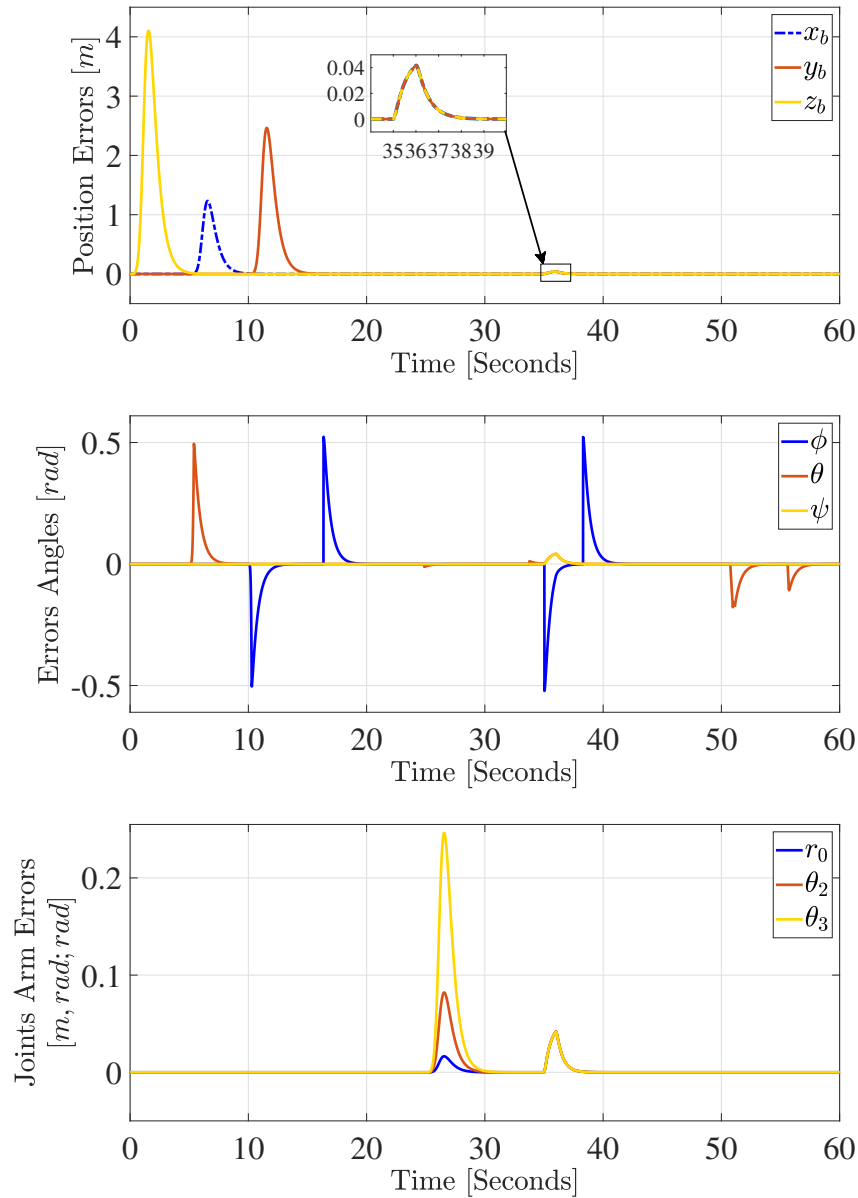 Position Errors [m]
4
3
2
1
0
0.04
0.02
0
35 36 37 38 39
x_b
y_b
z_b
0 10 20 30 40 50 60
Time [Seconds]
Errors Angles [rad]
0.5
0
-0.5
ϕ
θ
ψ
0 10 20 30 40 50 60
Time [Seconds]
Joints Arm Errors
[m, rad; rad]
0.2
0.1
0
r_0
θ_2
θ_3
0 10 20 30 40 50 60
Time [Seconds]